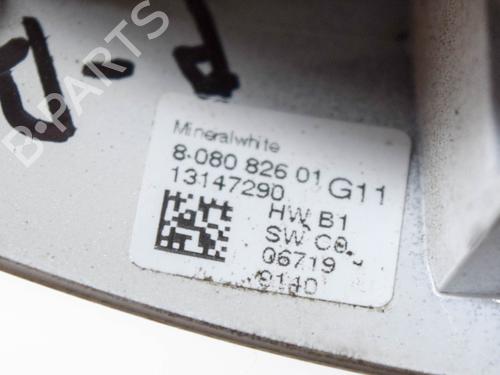 B-PARTS
Mineralwhite
8.080 826 01 G11
13147290
HW B1
SW C0
06719
9140